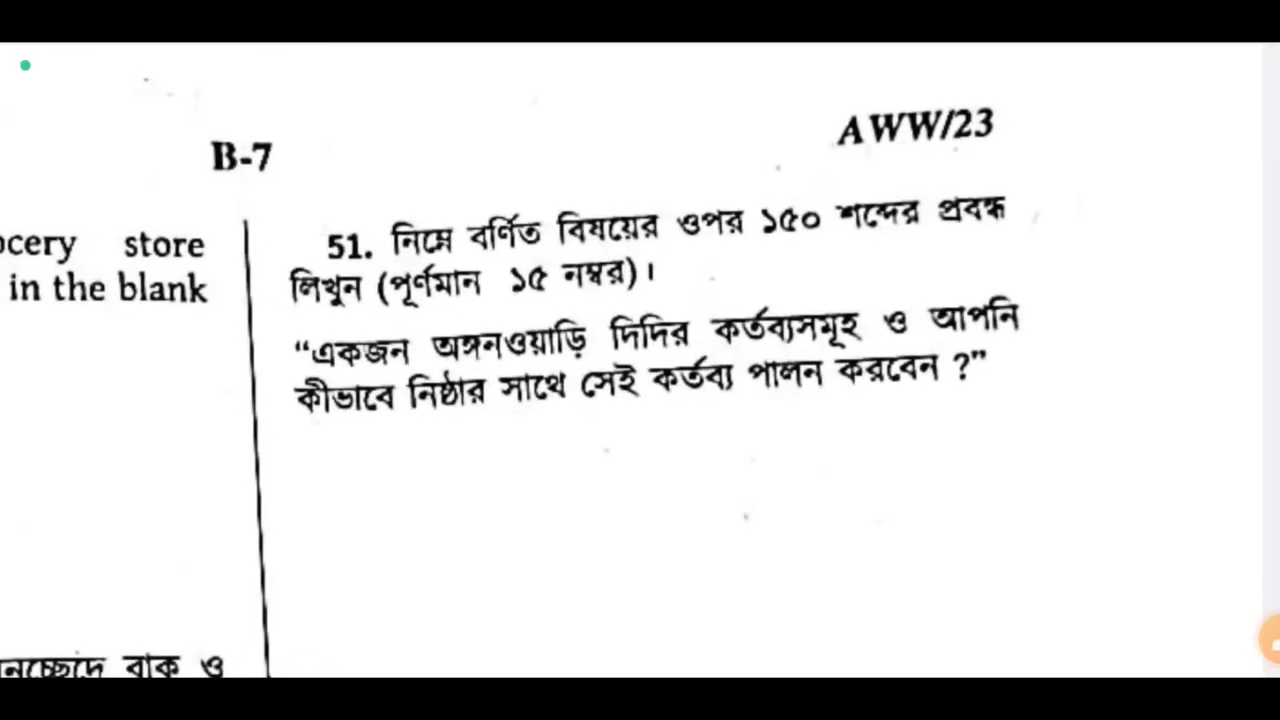 AWW/23
B-7
ocery store
in the blank
51. নিম্নে বর্ণিত বিষয়ের ওপর ১৫০ শব্দের প্রবন্ধ
লিখুন (পূর্ণমান ১৫ নম্বর)।
“একজন অঙ্গনওয়াড়ি দিদির কর্তব্যসমূহ ও আপনি
কীভাবে নিষ্ঠার সাথে সেই কর্তব্য পালন করবেন ?”
নুচ্ছেদে বাক ও